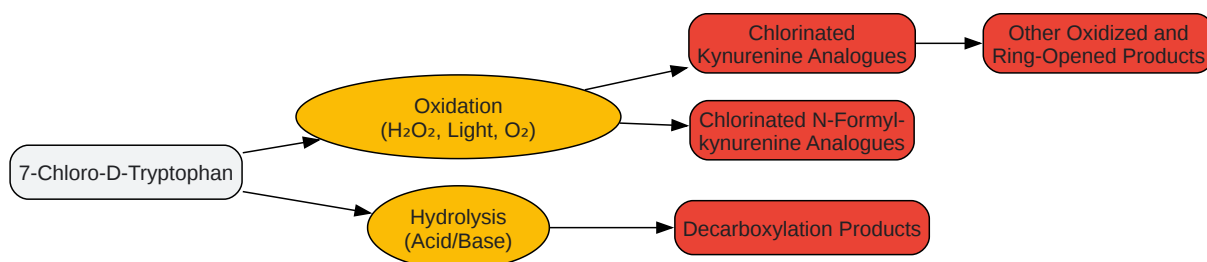 7-Chloro-D-Tryptophan
Oxidation
(H₂O₂, Light, O₂)
Hydrolysis
(Acid/Base)
Chlorinated
Kynurenine Analogues
Chlorinated N-Formyl-
kynurenine Analogues
Decarboxylation Products
Other Oxidized and
Ring-Opened Products